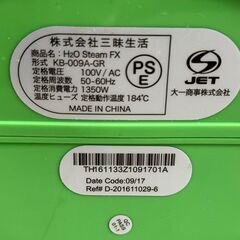 株式会社三昧生活
商品名: H2O Steam FX
形式: KB-009A-GR
定格電圧: 100V/AC
定格周波数: 50-60Hz
定格消費電力: 1350W
温度ヒューズ動作温度 184℃
MADE IN CHINA
PS
E
JET
大一商事株式会社
TH161133Z1091701A
Date Code: 09/17
Ref# D-201611029-6
QC
PASS